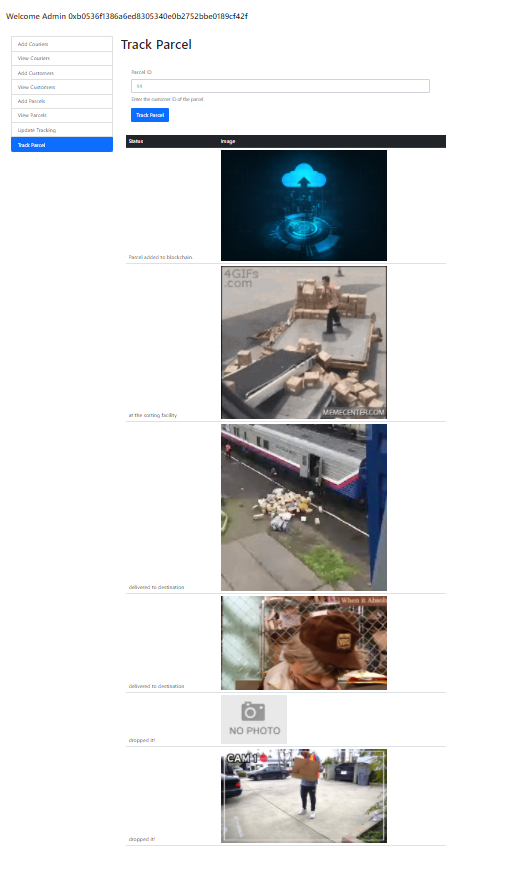 Welcome Admin 0xb0536f1386a6ed8305340e0b2752bbe0189cf42f
Add Couriers
View Couriers
Add Customers
View Customers
Add Parcels
View Parcels
Update Tracking
Track Parcel
Track Parcel
Parcel ID
Enter the customer ID of the parcel.
Track Parcel
Status
Image
Parcel added to blockchain.
4GIFs
.com
MEMECENTER.COM
at the sorting facility
delivered to destination
When it Absolu
delivered to destination
NO PHOTO
dropped it!
CAM 1
dropped it!